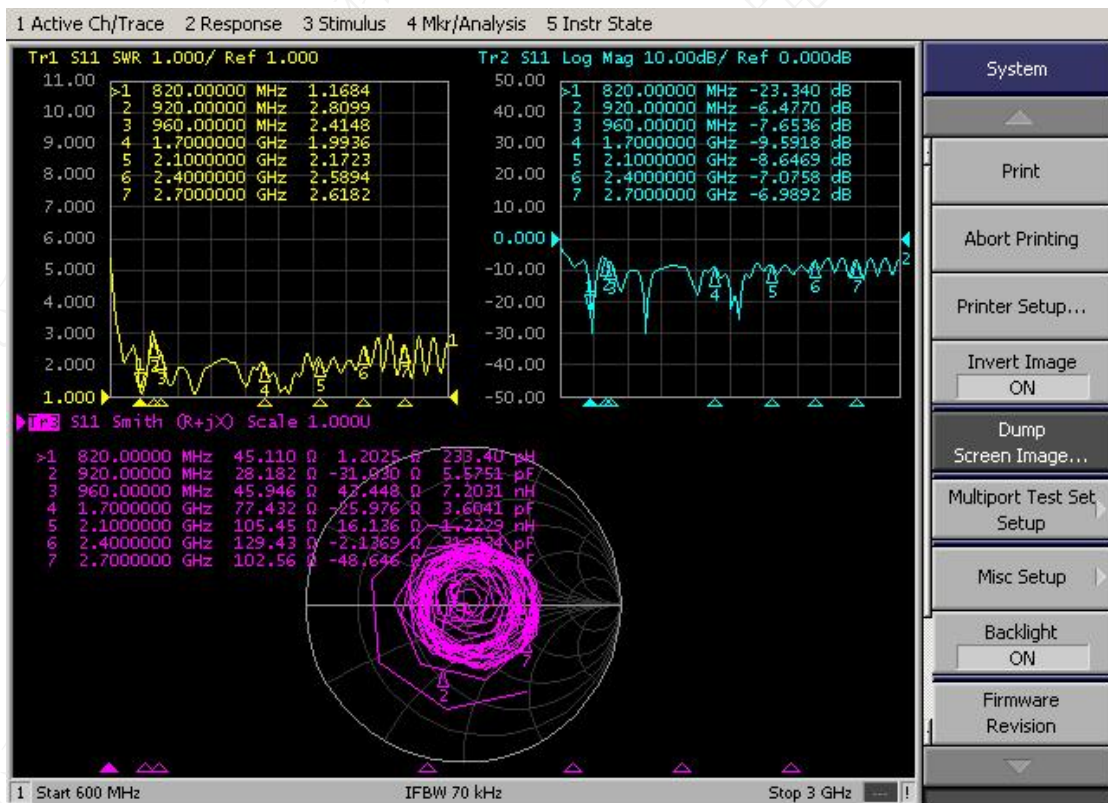 1 Active Ch/Trace 2 Response 3 Stimulus 4 Mkr/Analysis 5 Instr State
Tr1 S11 SWR 1.000/ Ref 1.000
11.00
10.00
9.000
8.000
7.000
6.000
5.000
4.000
3.000
2.000
1.000
>1 820.00000 MHz 1.1684
2 920.00000 MHz 2.8099
3 960.00000 MHz 2.4148
4 1.7000000 GHz 1.9936
5 2.1000000 GHz 2.1723
6 2.4000000 GHz 2.5894
7 2.7000000 GHz 2.6182
Tr2 S11 Log Mag 10.00dB/ Ref 0.000dB
50.00
40.00
30.00
20.00
10.00
0.000
-10.00
-20.00
-30.00
-40.00
-50.00
>1 820.00000 MHz -23.340 dB
2 920.00000 MHz -6.4770 dB
3 960.00000 MHz -7.6536 dB
4 1.7000000 GHz -9.5918 dB
5 2.1000000 GHz -8.6469 dB
6 2.4000000 GHz -7.0758 dB
7 2.7000000 GHz -6.9892 dB
Tr3 S11 Smith (R+jX) Scale 1.000U
>1 820.00000 MHz 45.110 Ω 1.2025 Ω 233.40 pH
2 920.00000 MHz 28.182 Ω Ω 5.5751 pF
3 960.00000 MHz 45.946 Ω 43.448 Ω 7.2031 nH
4 1.7000000 GHz 77.432 Ω -25.976 Ω 3.6041 pF
5 2.1000000 GHz 105.45 Ω 16.136 Ω 1.2229 nH
6 2.4000000 GHz 129.43 Ω -2.1369 Ω pF
7 2.7000000 GHz 102.56 Ω -48.646 Ω
System
Print
Abort Printing
Printer Setup...
Invert Image
ON
Dump
Screen Image...
Multiport Test Set
Setup
Misc Setup
Backlight
ON
Firmware
Revision
1 Start 600 MHz IFBW 70 kHz Stop 3 GHz --- !